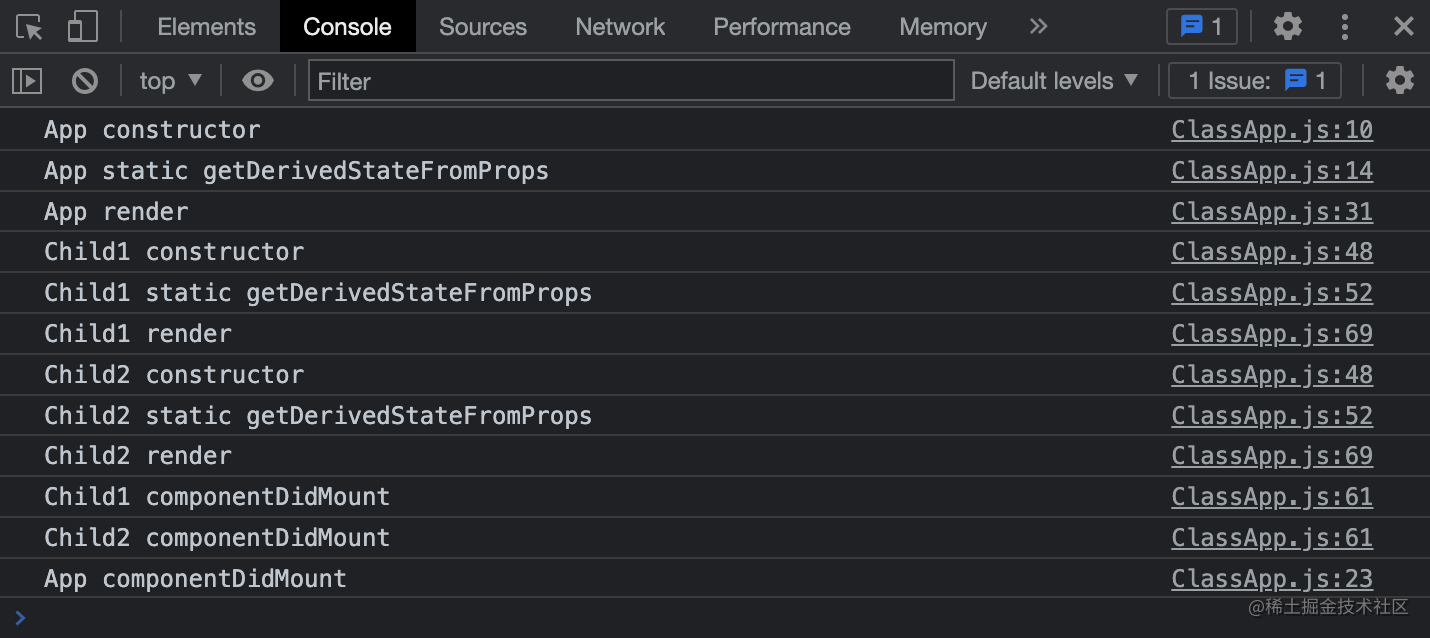 Elements Console Sources Network Performance Memory 1
top Filter Default levels 1 Issue: 1
App constructor ClassApp.js:10
App static getDerivedStateFromProps ClassApp.js:14
App render ClassApp.js:31
Child1 constructor ClassApp.js:48
Child1 static getDerivedStateFromProps ClassApp.js:52
Child1 render ClassApp.js:69
Child2 constructor ClassApp.js:48
Child2 static getDerivedStateFromProps ClassApp.js:52
Child2 render ClassApp.js:69
Child1 componentDidMount ClassApp.js:61
Child2 componentDidMount ClassApp.js:61
App componentDidMount ClassApp.js:23
@稀土掘金技术社区